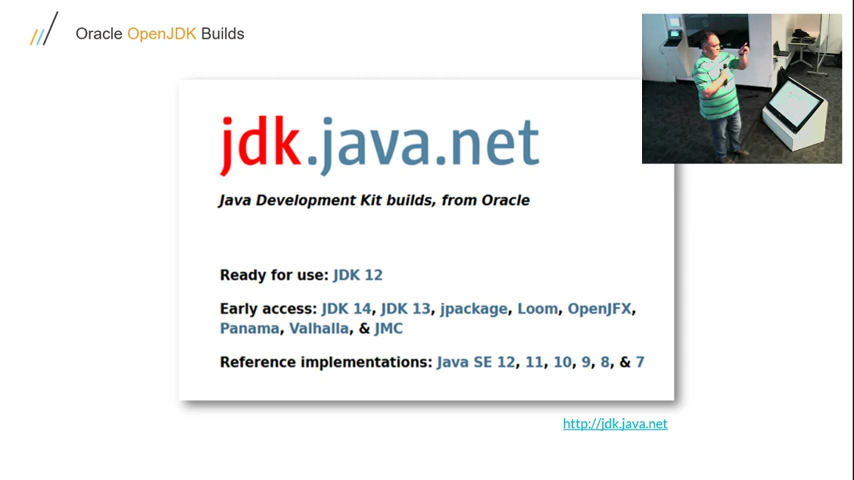 Oracle OpenJDK Builds
jdk.java.net
Java Development Kit builds, from Oracle
Ready for use: JDK 12
Early access: JDK 14, JDK 13, jpackage, Loom, OpenJFX,
Panama, Valhalla, & JMC
Reference implementations: Java SE 12, 11, 10, 9, 8, & 7
http://jdk.java.net